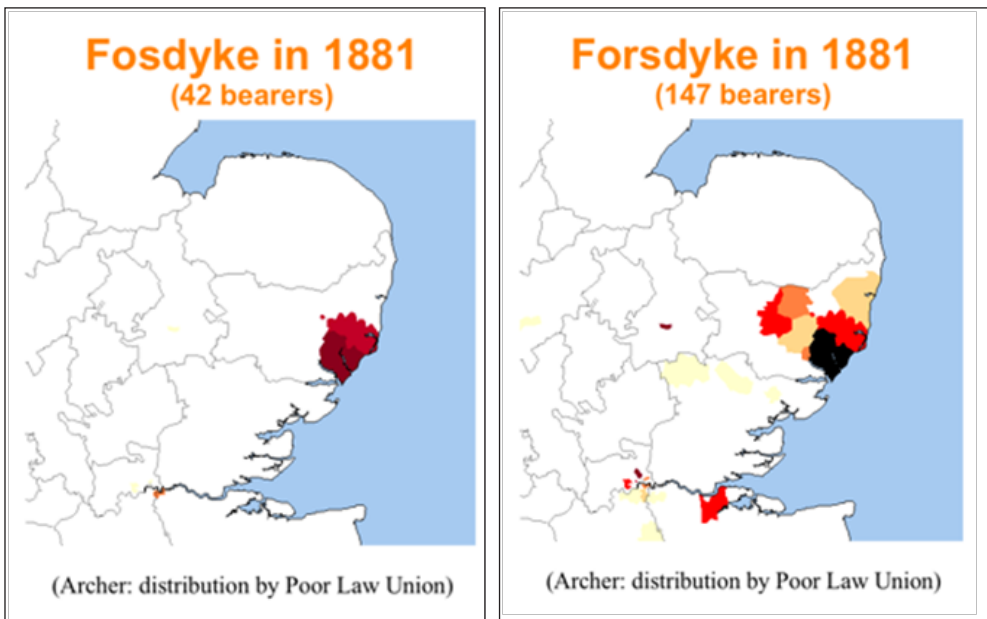 Fosdyke in 1881
(42 bearers)
(Archer: distribution by Poor Law Union)
Forsdyke in 1881
(147 bearers)
(Archer: distribution by Poor Law Union)